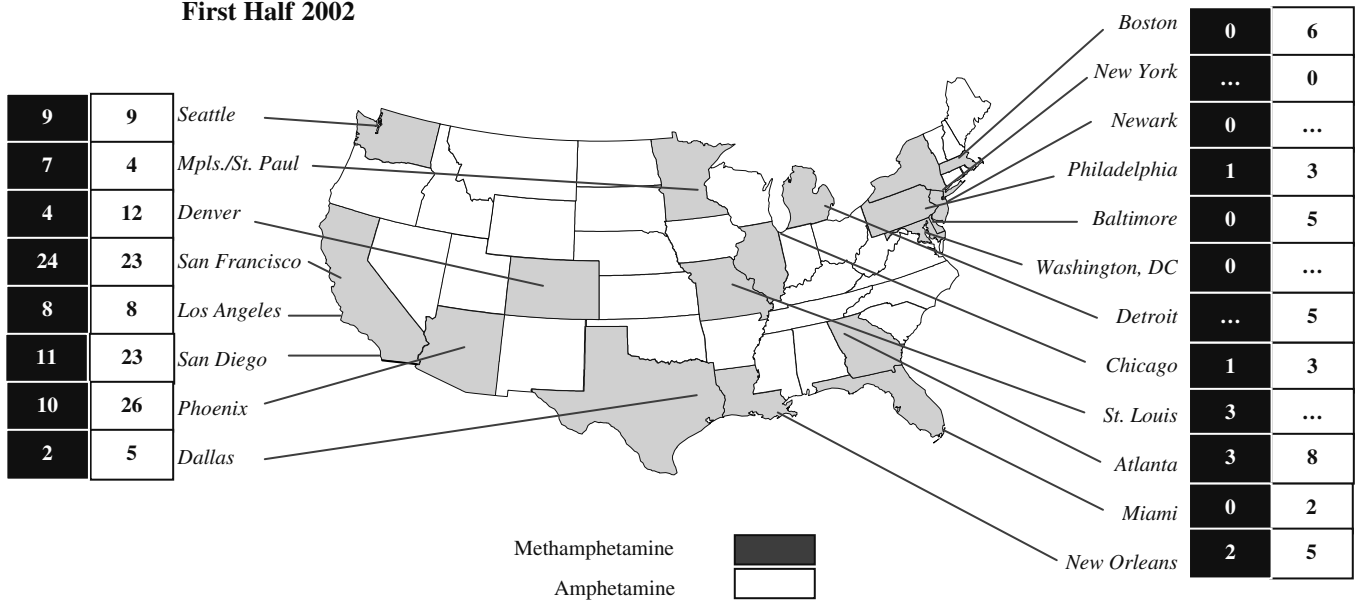 First Half 2002
9 9 Seattle
7 4 Mpls./St. Paul
4 12 Denver
24 23 San Francisco
8 8 Los Angeles
11 23 San Diego
10 26 Phoenix
2 5 Dallas
Boston 0 6
New York ... 0
Newark 0 ...
Philadelphia 1 3
Baltimore 0 5
Washington, DC 0 ...
Detroit ... 5
Chicago 1 3
St. Louis 3 ...
Atlanta 3 8
Miami 0 2
New Orleans 2 5
Methamphetamine
Amphetamine